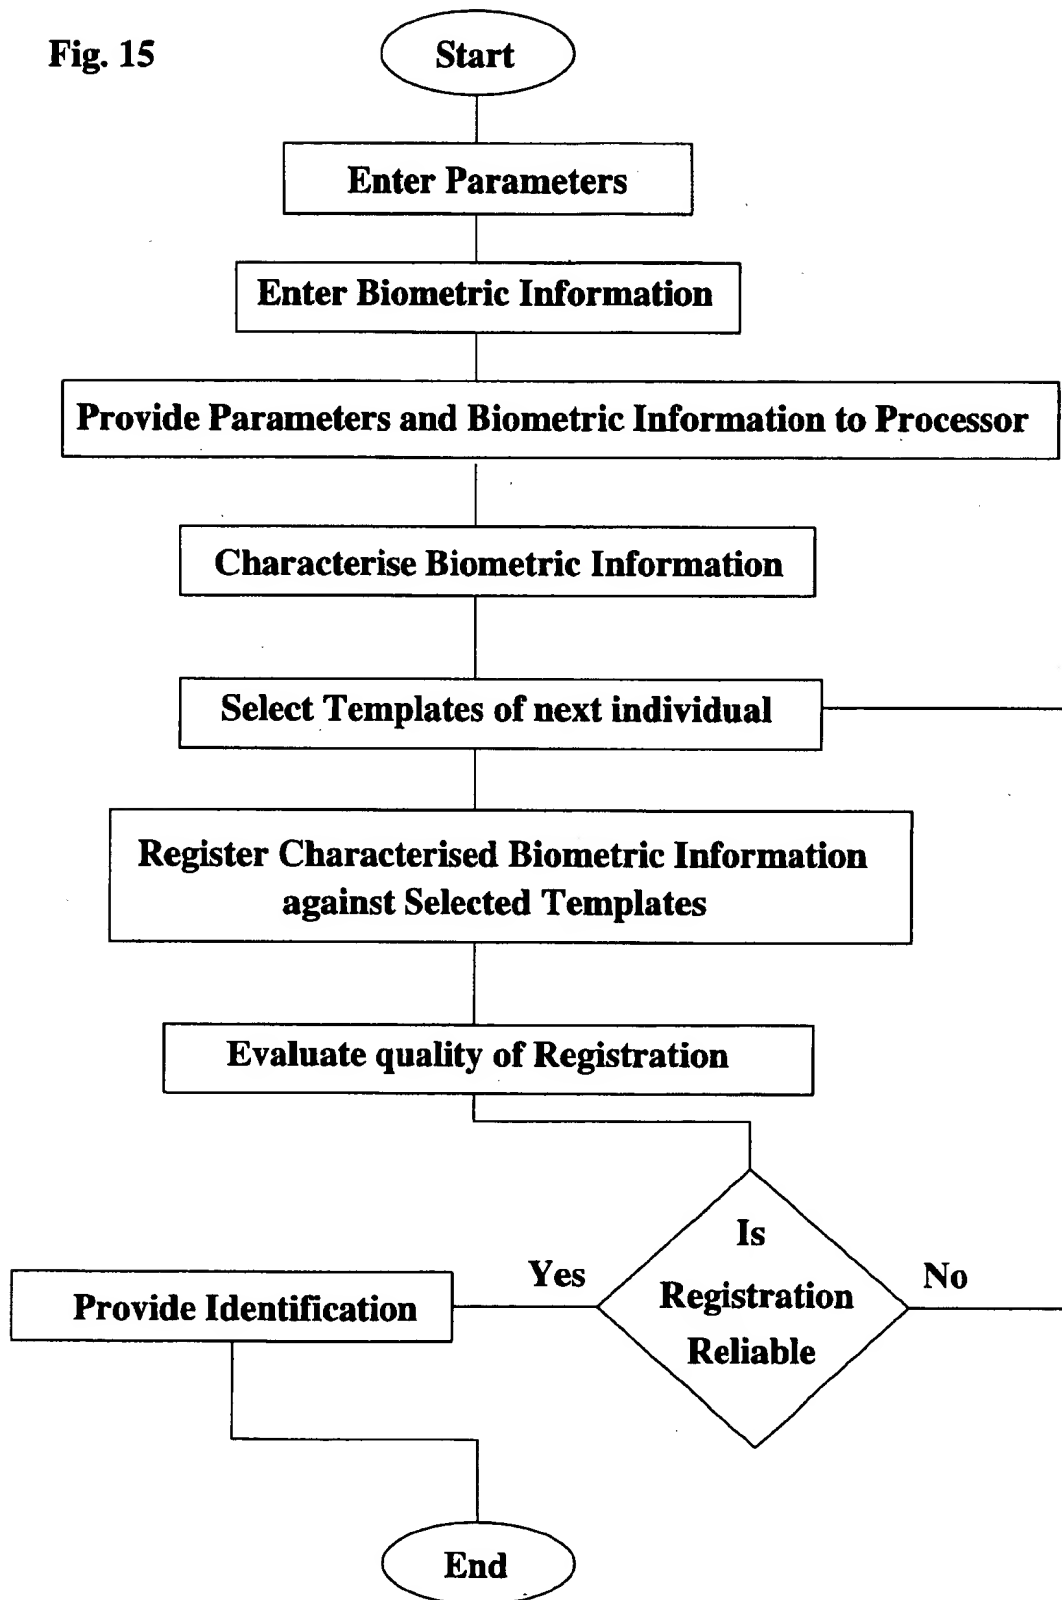 Fig. 15
Start
Enter Parameters
Enter Biometric Information
Provide Parameters and Biometric Information to Processor
Characterise Biometric Information
Select Templates of next individual
Register Characterised Biometric Information
against Selected Templates
Evaluate quality of Registration
Is
Registration
Reliable
Yes
No
Provide Identification
End